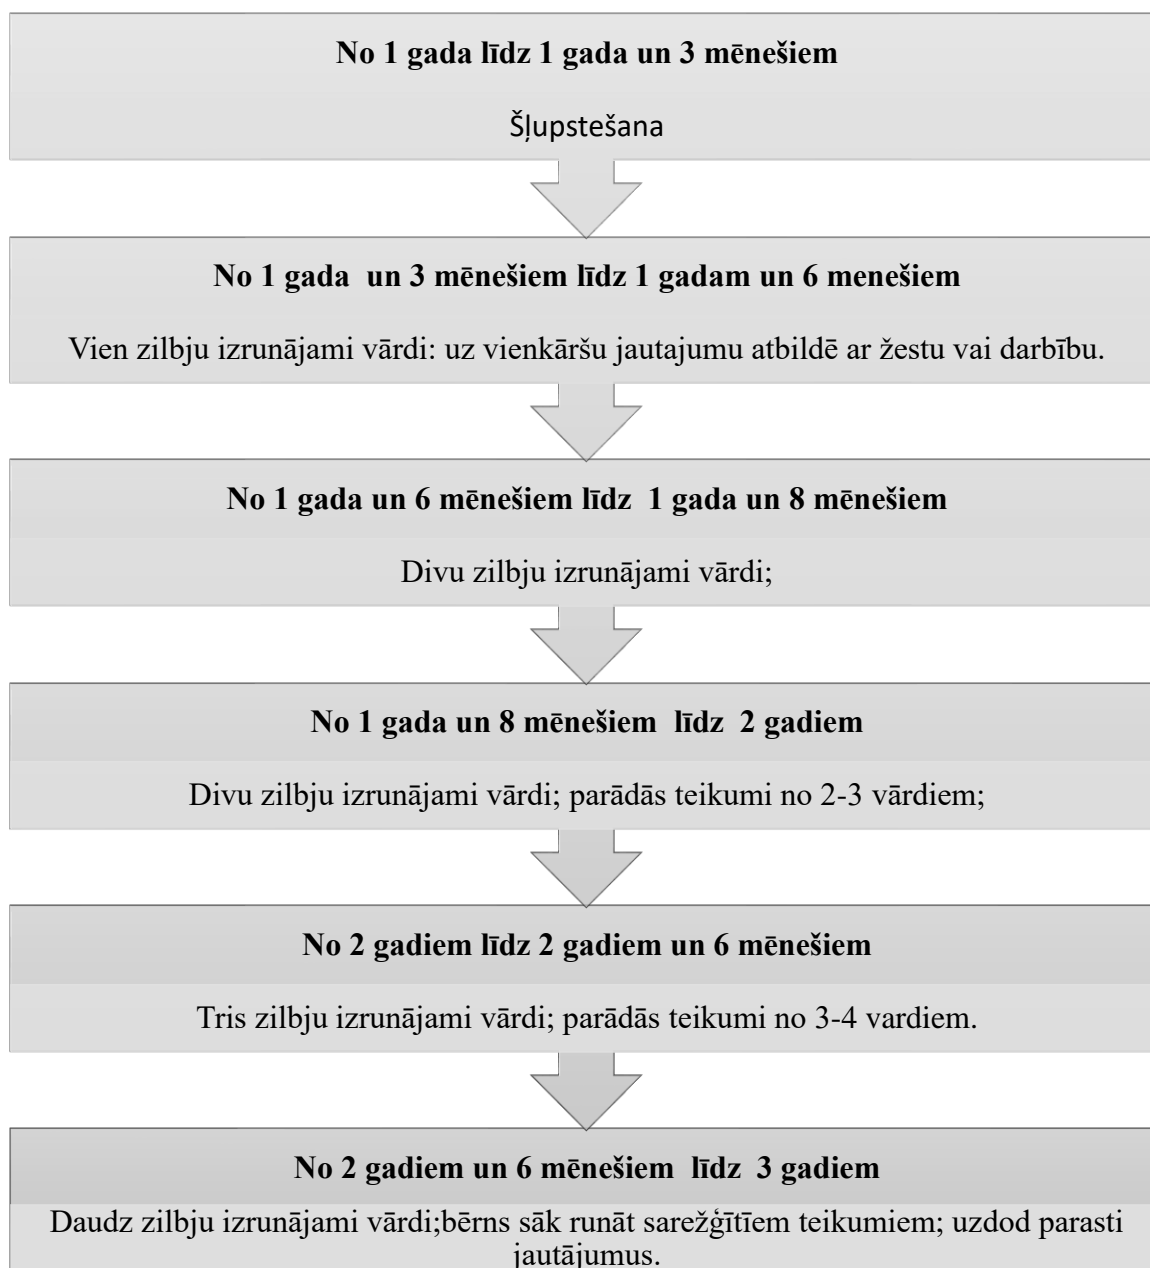 No 1 gada līdz 1 gada un 3 mēnešiem
Šļupstešana
No 1 gada un 3 mēnešiem līdz 1 gadam un 6 menešiem
Vien zilbju izrunājami vārdi: uz vienkāršu jautajumu atbildē ar žestu vai darbību.
No 1 gada un 6 mēnešiem līdz 1 gada un 8 mēnešiem
Divu zilbju izrunājami vārdi;
No 1 gada un 8 mēnešiem līdz 2 gadiem
Divu zilbju izrunājami vārdi; parādās teikumi no 2-3 vārdiem;
No 2 gadiem līdz 2 gadiem un 6 mēnešiem
Tris zilbju izrunājami vārdi; parādās teikumi no 3-4 vardiem.
No 2 gadiem un 6 mēnešiem līdz 3 gadiem
Daudz zilbju izrunājami vārdi;bērns sāk runāt sarežģītīem teikumiem; uzdod parasti
jautājumus.